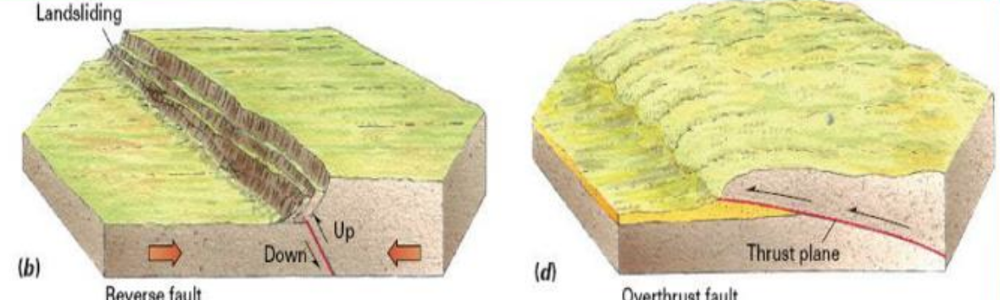 Landsliding
Up
Down
(b)
Reverse fault
Thrust plane
(d)
Overthrust fault